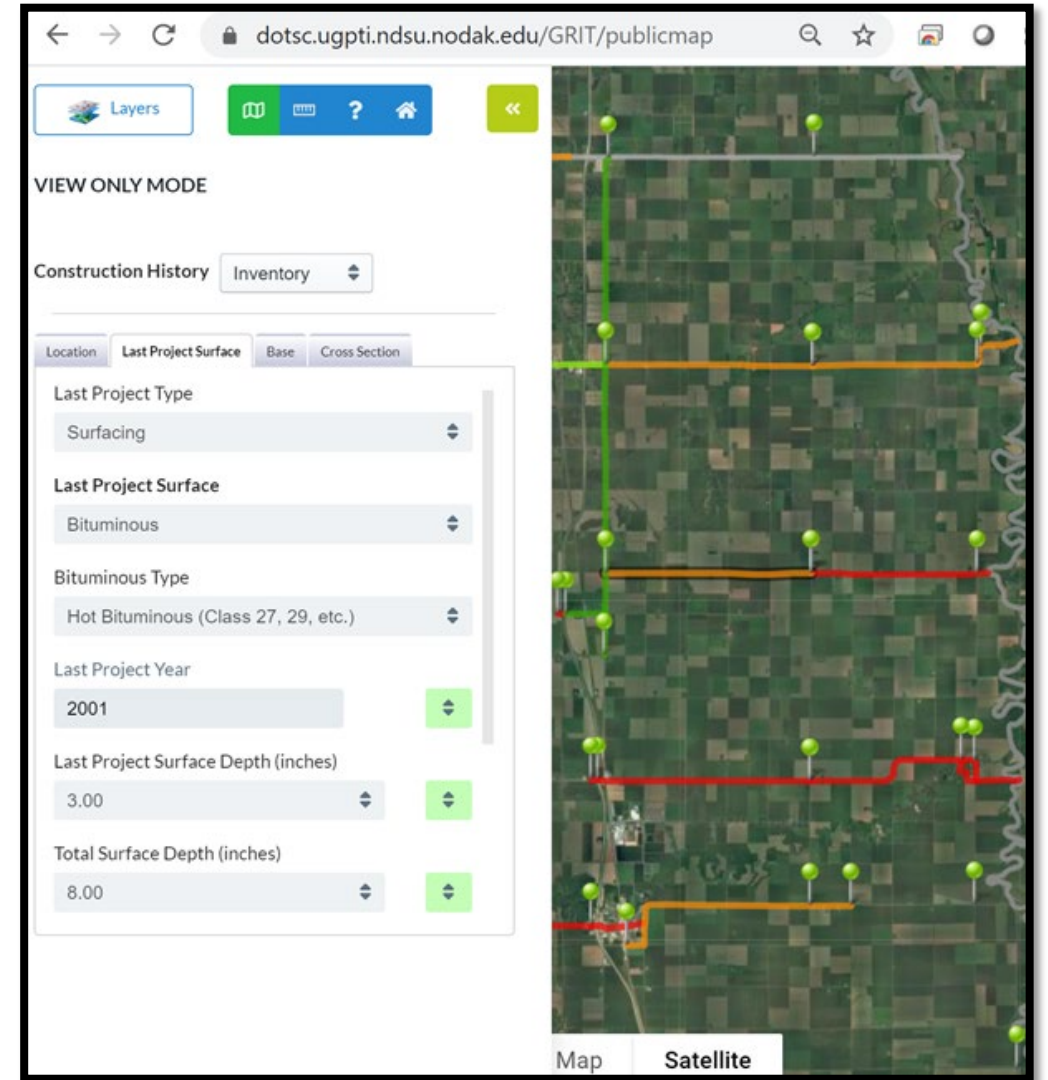 dotsc.ugpti.ndsu.nodak.edu/GRIT/publicmap
Layers
?
«
VIEW ONLY MODE
Construction History Inventory
Location Last Project Surface Base Cross Section
Last Project Type
Surfacing
Last Project Surface
Bituminous
Bituminous Type
Hot Bituminous (Class 27, 29, etc.)
Last Project Year
2001
Last Project Surface Depth (inches)
3.00
Total Surface Depth (inches)
8.00
Map Satellite